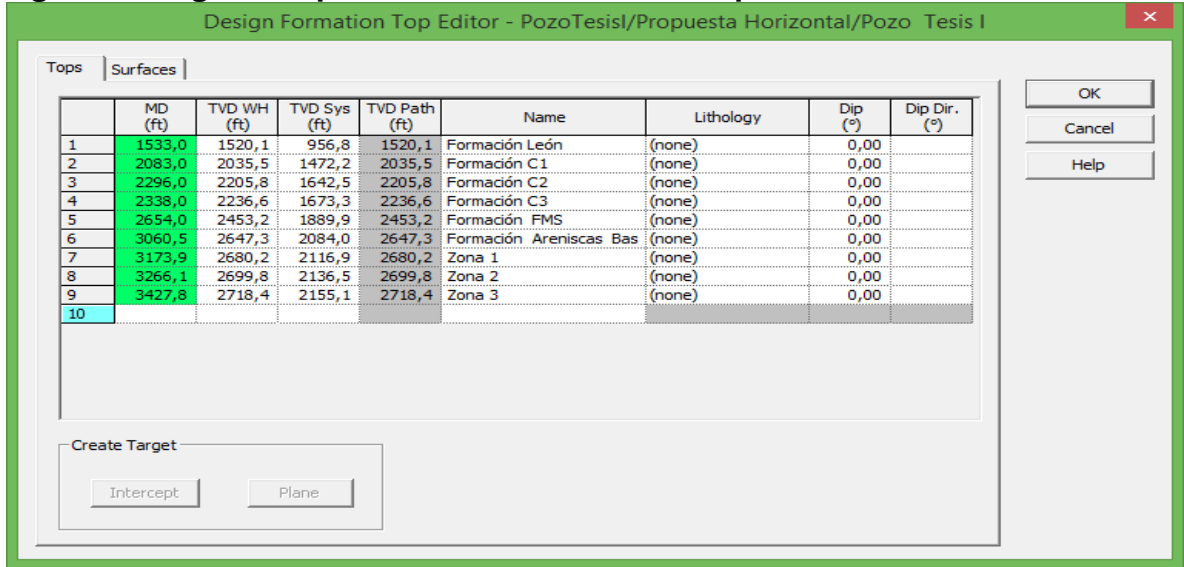 Design Formation Top Editor - PozoTesisI/Propuesta Horizontal/Pozo Tesis I
Tops Surfaces
MD (ft) TVD WH (ft) TVD Sys (ft) TVD Path (ft) Name Lithology Dip (°) Dip Dir. (°)
1 1533,0 1520,1 956,8 1520,1 Formación León (none) 0,00
2 2083,0 2035,5 1472,2 2035,5 Formación C1 (none) 0,00
3 2296,0 2205,8 1642,5 2205,8 Formación C2 (none) 0,00
4 2338,0 2236,6 1673,3 2236,6 Formación C3 (none) 0,00
5 2654,0 2453,2 1889,9 2453,2 Formación FMS (none) 0,00
6 3060,5 2647,3 2084,0 2647,3 Formación Areniscas Bas (none) 0,00
7 3173,9 2680,2 2116,9 2680,2 Zona 1 (none) 0,00
8 3266,1 2699,8 2136,5 2699,8 Zona 2 (none) 0,00
9 3427,8 2718,4 2155,1 2718,4 Zona 3 (none) 0,00
10
OK
Cancel
Help
Create Target
Intercept Plane